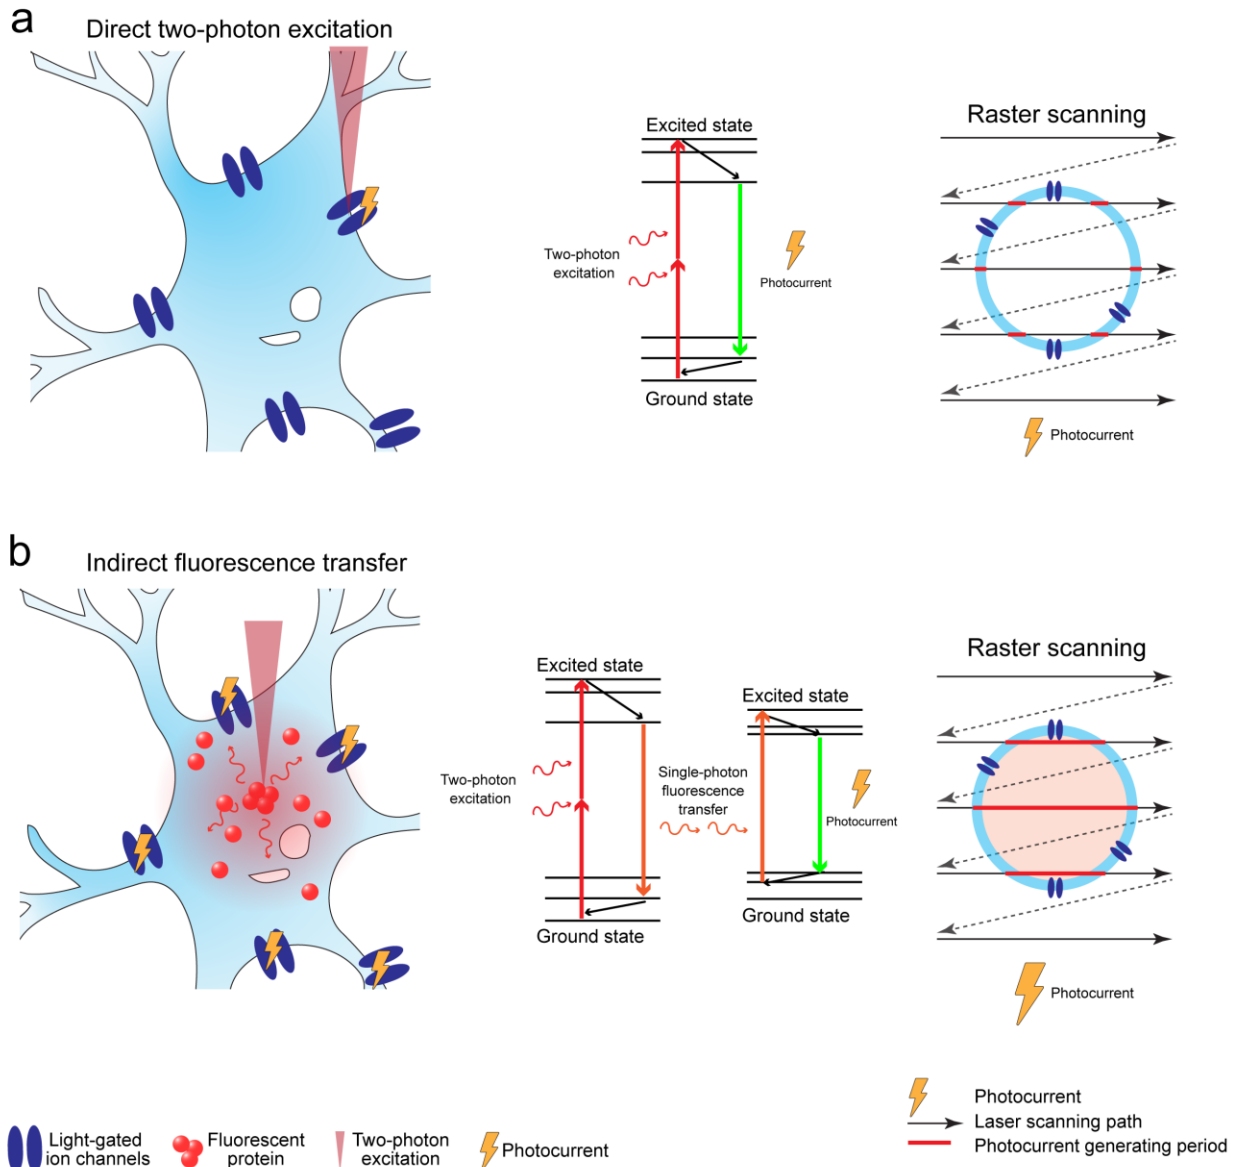 a
Direct two-photon excitation
Excited state
Two-photon
excitation
Photocurrent
Ground state
Raster scanning
Photocurrent
b
Indirect fluorescence transfer
Excited state
Two-photon
excitation
Ground state
Single-photon
fluorescence
transfer
Excited state
Photocurrent
Ground state
Raster scanning
Photocurrent
Light-gated
ion channels
Fluorescent
protein
Two-photon
excitation
Photocurrent
Photocurrent
Laser scanning path
Photocurrent generating period